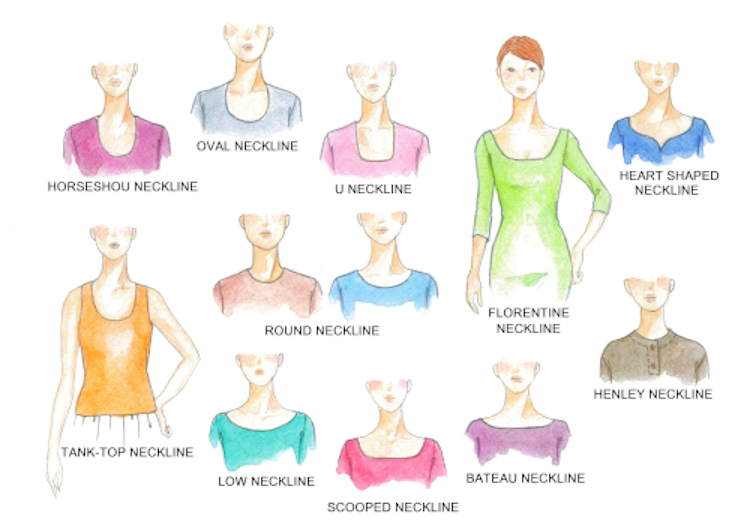 OVAL NECKLINE
HORSESHOU NECKLINE
U NECKLINE
HEART SHAPED
NECKLINE
ROUND NECKLINE
FLORENTINE
NECKLINE
HENLEY NECKLINE
TANK-TOP NECKLINE
LOW NECKLINE
BATEAU NECKLINE
SCOOPED NECKLINE